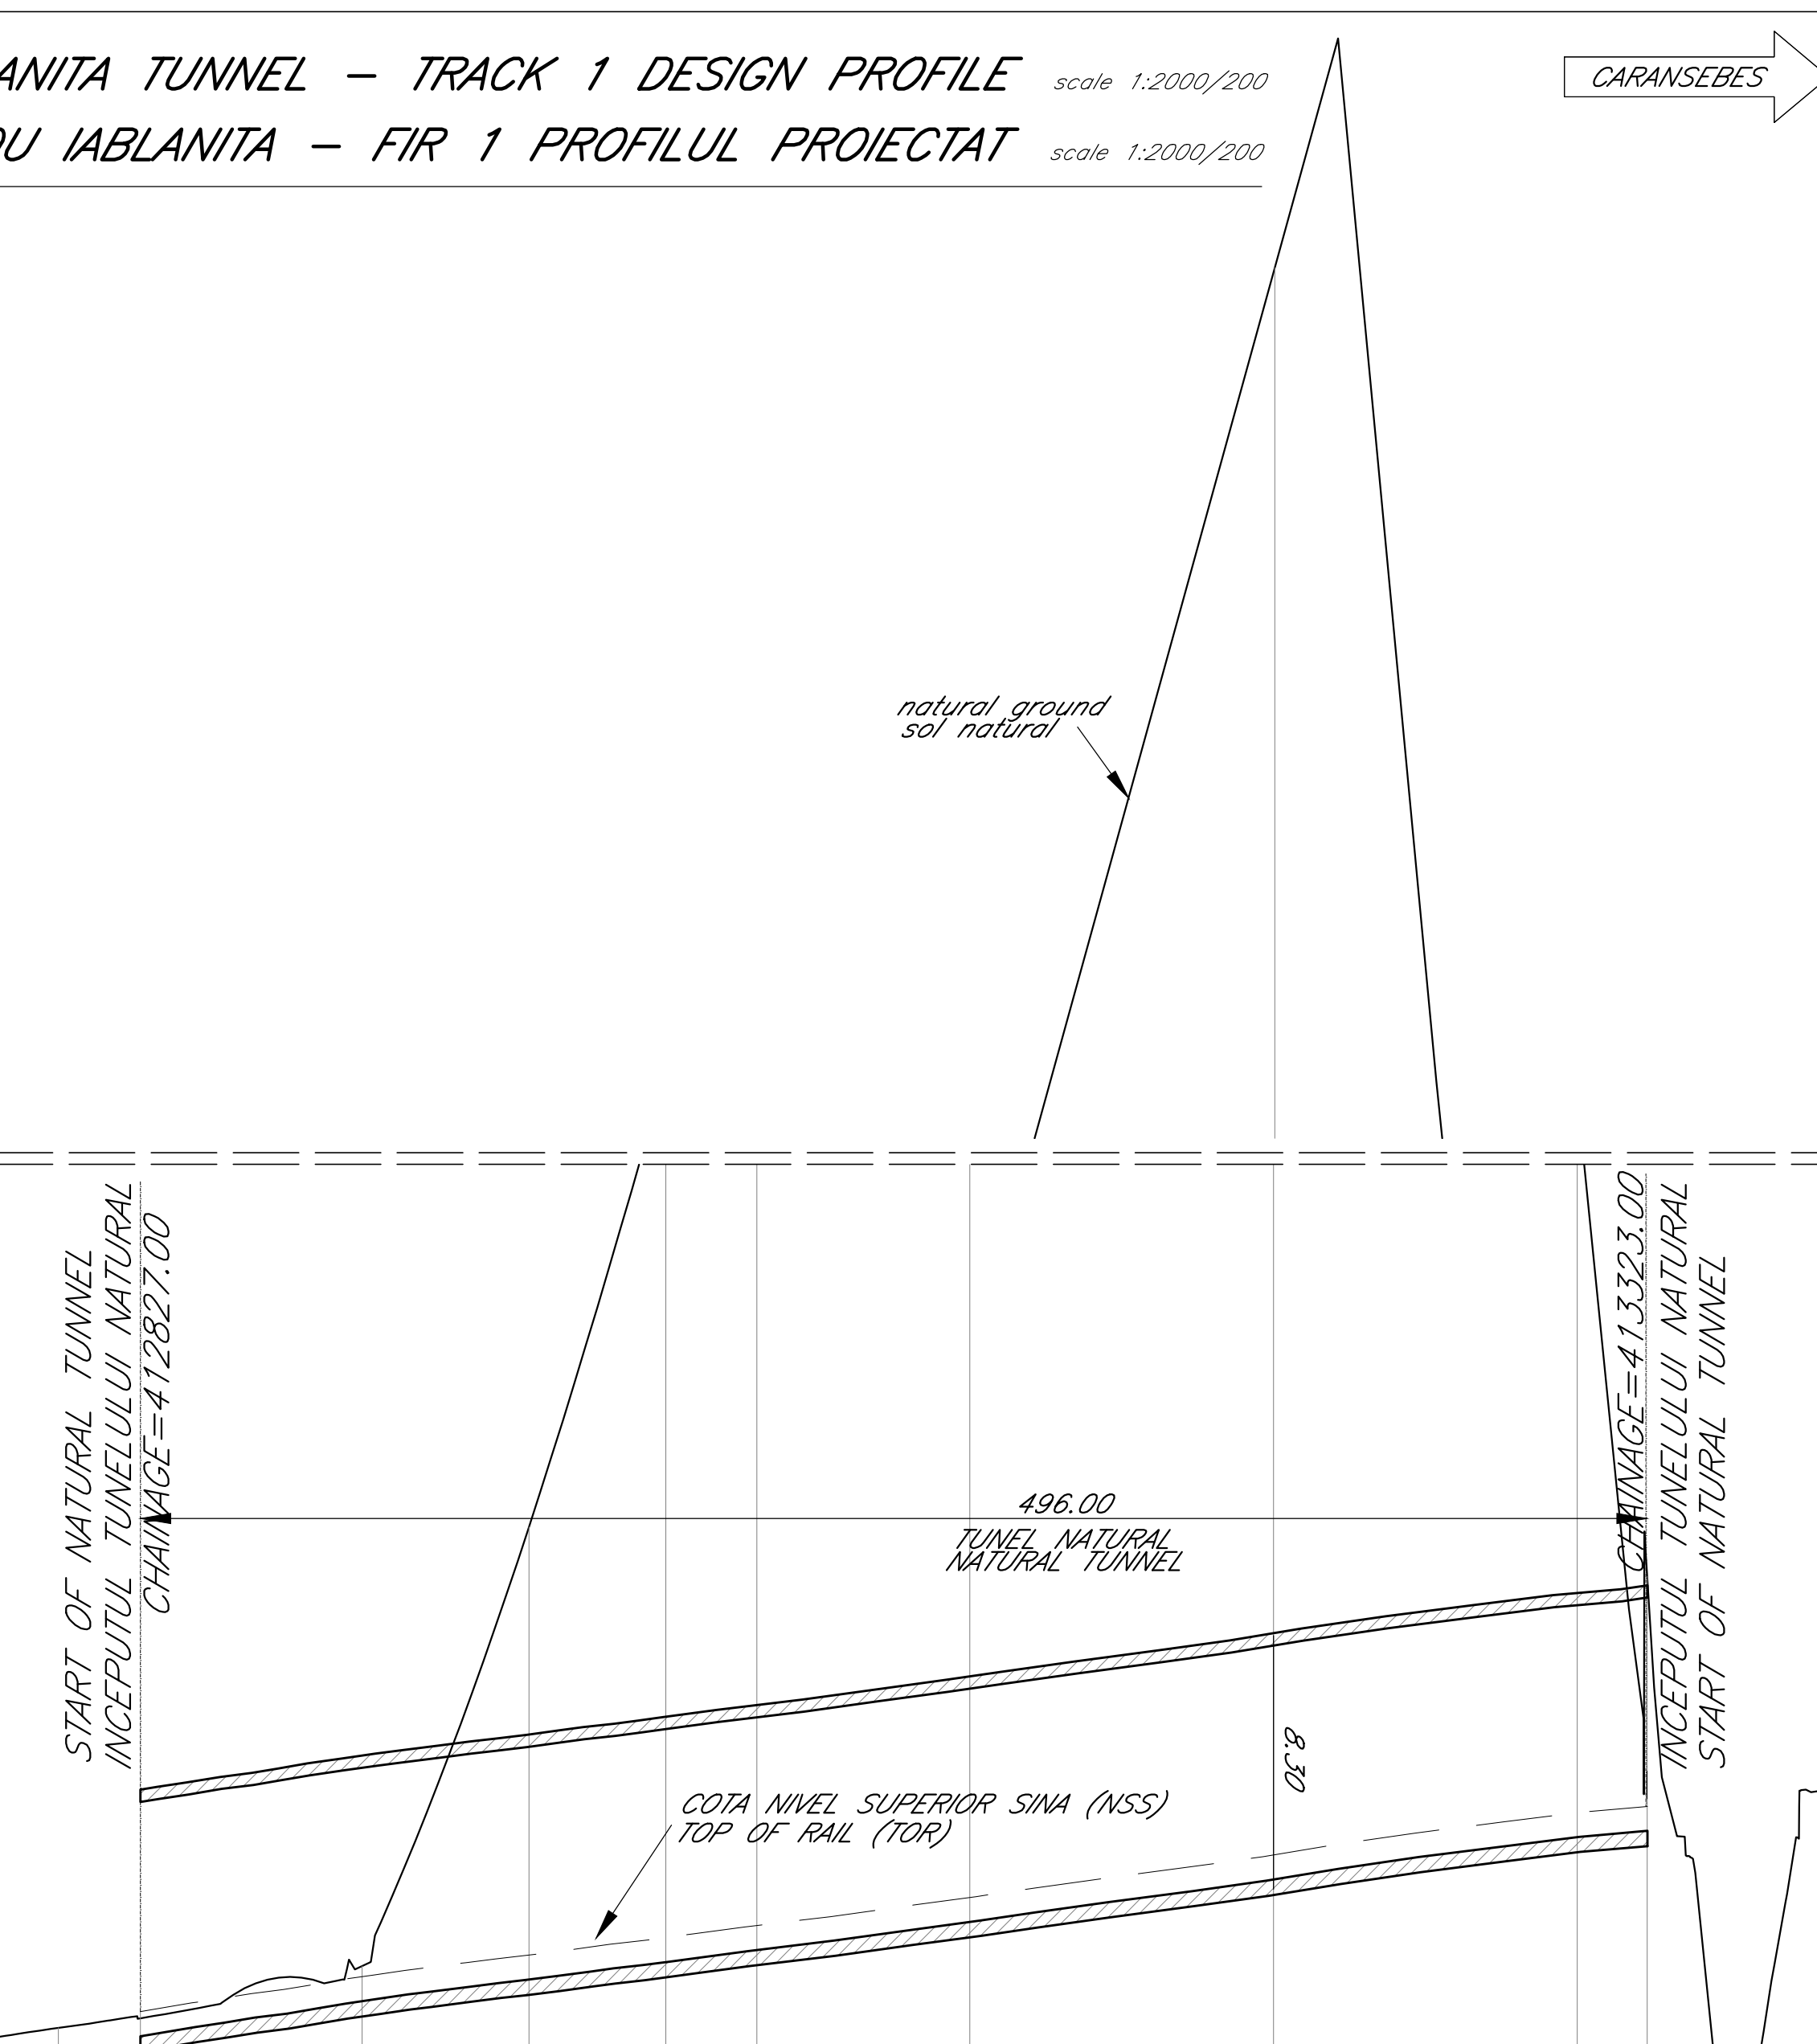 ANITA TUNNEL – TRACK 1 DESIGN PROFILE scale 1:2000/200
U IABLANITA – FIR 1 PROFILUL PROIECTAT scale 1:2000/200
CARANSEBES
natural ground
sol natural
START OF NATURAL TUNNEL
INCEPUTUL TUNELULUI NATURAL
CHAINAGE=412827.00
CHAINAGE=413323.00
INCEPUTUL TUNELULUI NATURAL
START OF NATURAL TUNNEL
496.00
TUNEL NATURAL
NATURAL TUNNEL
8.30
COTA NIVEL SUPERIOR SINA (NSS)
TOP OF RAIL (TOR)